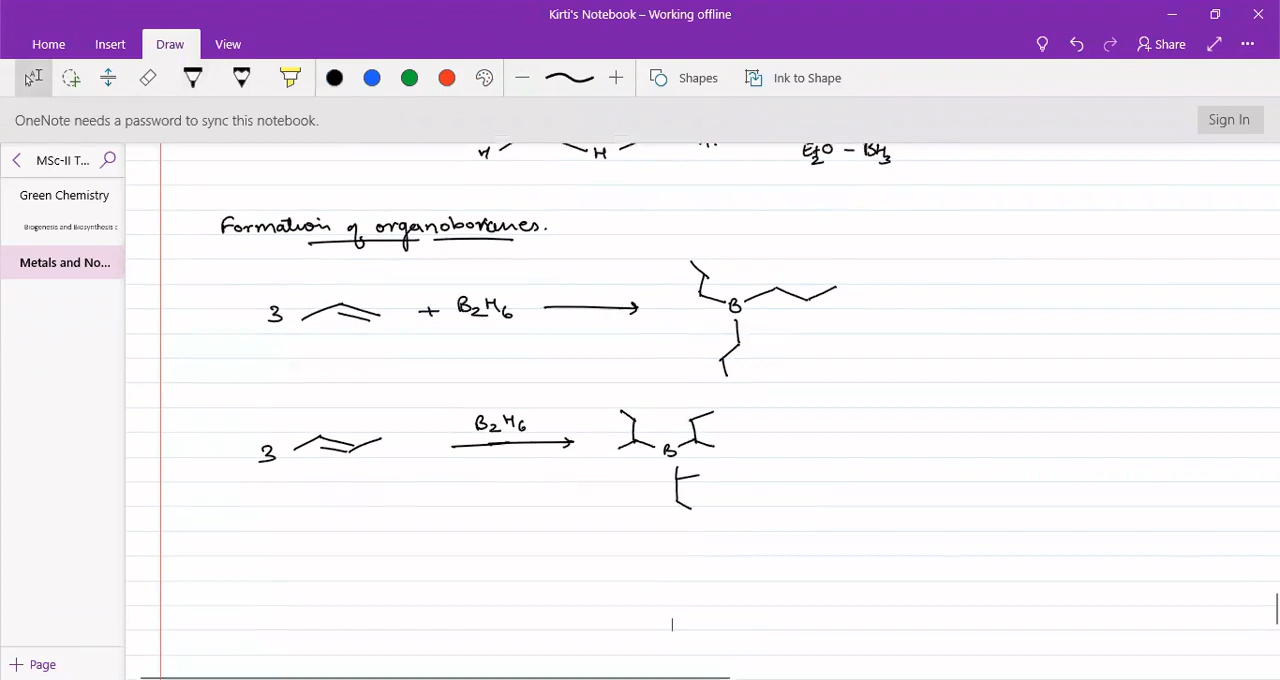 Kirti's Notebook – Working offline
Home Insert Draw View Share
Shapes Ink to Shape
OneNote needs a password to sync this notebook. Sign In
MSc-II T...
Green Chemistry
Biogenesis and Biosynthesis
Metals and No...
H H Et2O – BH3
Formation of organoboranes.
3 + B2H6 B
B2H6
3 B
+ Page